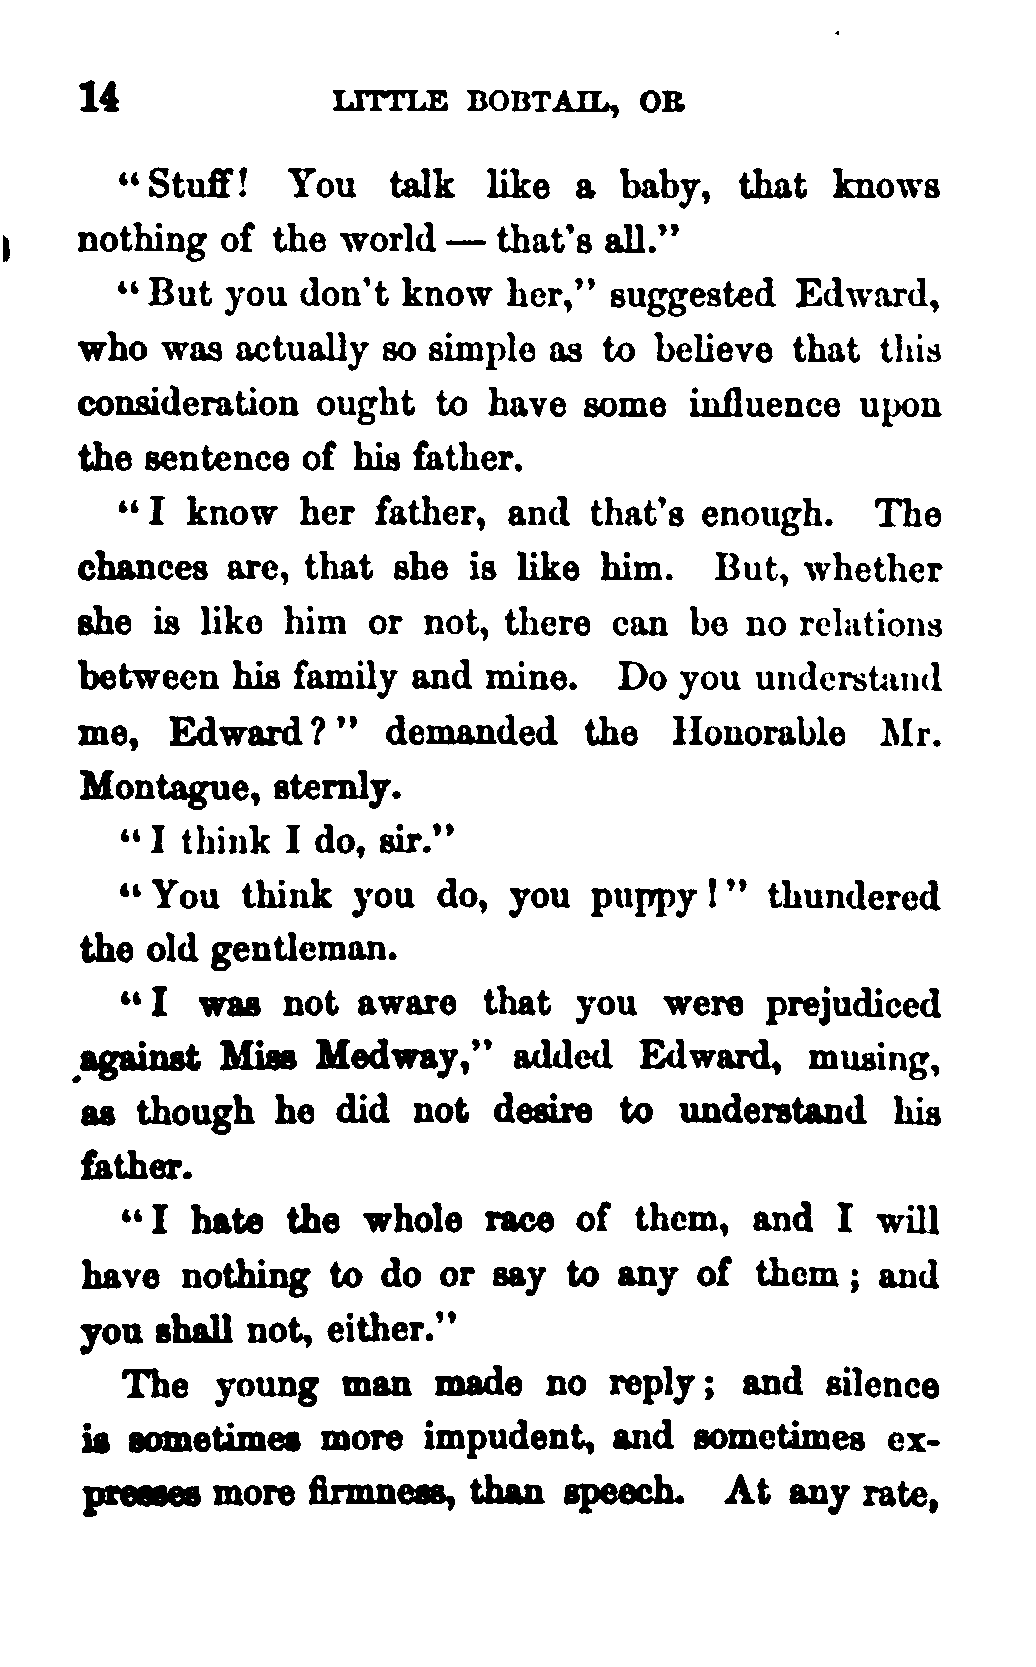 14 LITTLE BOBTAIL, OR
"Stuff! You talk like a baby, that knows
nothing of the world — that's all."
"But you don't know her," suggested Edward,
who was actually so simple as to believe that this
consideration ought to have some influence upon
the sentence of his father.
"I know her father, and that's enough. The
chances are, that she is like him. But, whether
she is like him or not, there can be no relations
between his family and mine. Do you understand
me, Edward?" demanded the Honorable Mr.
Montague, sternly.
"I think I do, sir."
"You think you do, you puppy!" thundered
the old gentleman.
"I was not aware that you were prejudiced
against Miss Medway," added Edward, musing,
as though he did not desire to understand his
father.
"I hate the whole race of them, and I will
have nothing to do or say to any of them; and
you shall not, either."
The young man made no reply; and silence
is sometimes more impudent, and sometimes ex-
presses more firmness, than speech. At any rate,